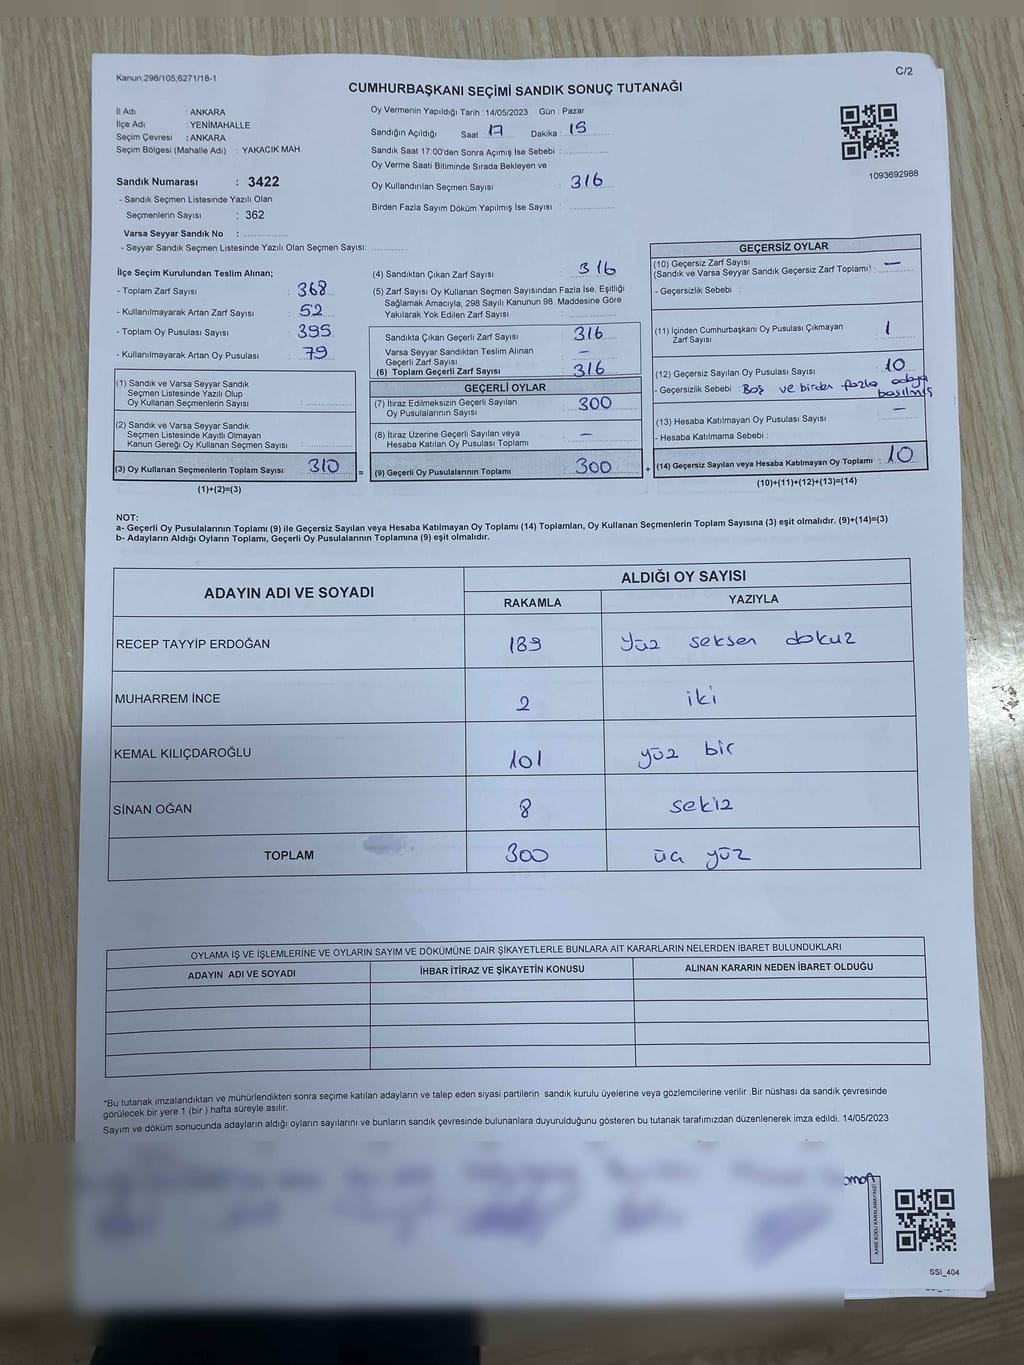 Kanun.298/105,6271/18-1
C/2
CUMHURBAŞKANI SEÇİMİ SANDIK SONUÇ TUTANAĞI
İl Adı : ANKARA
İlçe Adı : YENİMAHALLE
Seçim Çevresi : ANKARA
Seçim Bölgesi (Mahalle Adı) : YAKACIK MAH.
Sandık Numarası : 3422
- Sandık Seçmen Listesinde Yazılı Olan
Seçmenlerin Sayısı : 362
Varsa Seyyar Sandık No :
- Seyyar Sandık Seçmen Listesinde Yazılı Olan Seçmen Sayısı:
Oy Vermenin Yapıldığı Tarih : 14/05/2023 Gün : Pazar
Sandığın Açıldığı Saat 17 Dakika : 15
Sandık Saat 17:00'den Sonra Açımış İse Sebebi :
Oy Verme Saati Bitiminde Sırada Bekleyen ve
Oy Kullandırılan Seçmen Sayısı : 316
Birden Fazla Sayım Döküm Yapılmış İse Sayısı :
1093692988
İlçe Seçim Kurulundan Teslim Alınan;
- Toplam Zarf Sayısı : 368
- Kullanılmayarak Artan Zarf Sayısı : 52
- Toplam Oy Pusulası Sayısı : 395
- Kullanılmayarak Artan Oy Pusulası : 79
(1) Sandık ve Varsa Seyyar Sandık
Seçmen Listesinde Yazılı Olup
Oy Kullanan Seçmenlerin Sayısı :
(2) Sandık ve Varsa Seyyar Sandık
Seçmen Listesinde Kayıtlı Olmayan
Kanun Gereği Oy Kullanan Seçmen Sayısı :
(3) Oy Kullanan Seçmenlerin Toplam Sayısı : 310 =
(1)+(2)=(3)
(4) Sandıktan Çıkan Zarf Sayısı : 316
(5) Zarf Sayısı Oy Kullanan Seçmen Sayısından Fazla İse, Eşitliği
Sağlamak Amacıyla, 298 Sayılı Kanunun 98. Maddesine Göre
Yakılarak Yok Edilen Zarf Sayısı :
Sandıkta Çıkan Geçerli Zarf Sayısı : 316
Varsa Seyyar Sandıktan Teslim Alınan
Geçerli Zarf Sayısı : –
(6) Toplam Geçerli Zarf Sayısı : 316
GEÇERLİ OYLAR
(7) İtiraz Edilmeksizin Geçerli Sayılan
Oy Pusulalarının Sayısı : 300
(8) İtiraz Üzerine Geçerli Sayılan veya
Hesaba Katılan Oy Pusulası Toplamı : –
(9) Geçerli Oy Pusulalarının Toplamı : 300 +
GEÇERSİZ OYLAR
(10) Geçersiz Zarf Sayısı
(Sandık ve Varsa Seyyar Sandık Geçersiz Zarf Toplamı) : –
- Geçersizlik Sebebi :
(11) İçinden Cumhurbaşkanı Oy Pusulası Çıkmayan
Zarf Sayısı : 1
(12) Geçersiz Sayılan Oy Pusulası Sayısı : 10
- Geçersizlik Sebebi : Boş ve birden fazla adaya
basılmış
(13) Hesaba Katılmayan Oy Pusulası Sayısı : –
- Hesaba Katılmama Sebebi :
(14) Geçersiz Sayılan veya Hesaba Katılmayan Oy Toplamı : 10
(10)+(11)+(12)+(13)=(14)
NOT:
a- Geçerli Oy Pusulalarının Toplamı (9) ile Geçersiz Sayılan veya Hesaba Katılmayan Oy Toplamı (14) Toplamları, Oy Kullanan Seçmenlerin Toplam Sayısına (3) eşit olmalıdır. (9)+(14)=(3)
b- Adayların Aldığı Oyların Toplamı, Geçerli Oy Pusulalarının Toplamına (9) eşit olmalıdır.
ADAYIN ADI VE SOYADI
ALDIĞI OY SAYISI
RAKAMLA YAZIYLA
RECEP TAYYİP ERDOĞAN 189 Yüz seksen dokuz
MUHARREM İNCE 2 iki
KEMAL KILIÇDAROĞLU 101 yüz bir
SİNAN OĞAN 8 sekiz
TOPLAM 300 üç yüz
OYLAMA İŞ VE İŞLEMLERİNE VE OYLARIN SAYIM VE DÖKÜMÜNE DAİR ŞİKAYETLERLE BUNLARA AİT KARARLARIN NELERDEN İBARET BULUNDUKLARI
ADAYIN ADI VE SOYADI İHBAR İTİRAZ VE ŞİKAYETİN KONUSU ALINAN KARARIN NEDEN İBARET OLDUĞU
*Bu tutanak imzalandıktan ve mühürlendikten sonra seçime katılan adayların ve talep eden siyasi partilerin sandık kurulu üyelerine veya gözlemcilerine verilir .Bir nüshası da sandık çevresinde
görülecek bir yere 1 (bir ) hafta süreyle asılır.
Sayım ve döküm sonucunda adayların aldığı oyların sayılarını ve bunların sandık çevresinde bulunanlara duyurulduğunu gösteren bu tutanak tarafımızdan düzenlenerek imza edildi. 14/05/2023
KARE KODU KARALAMAYINIZ!
SSI_404